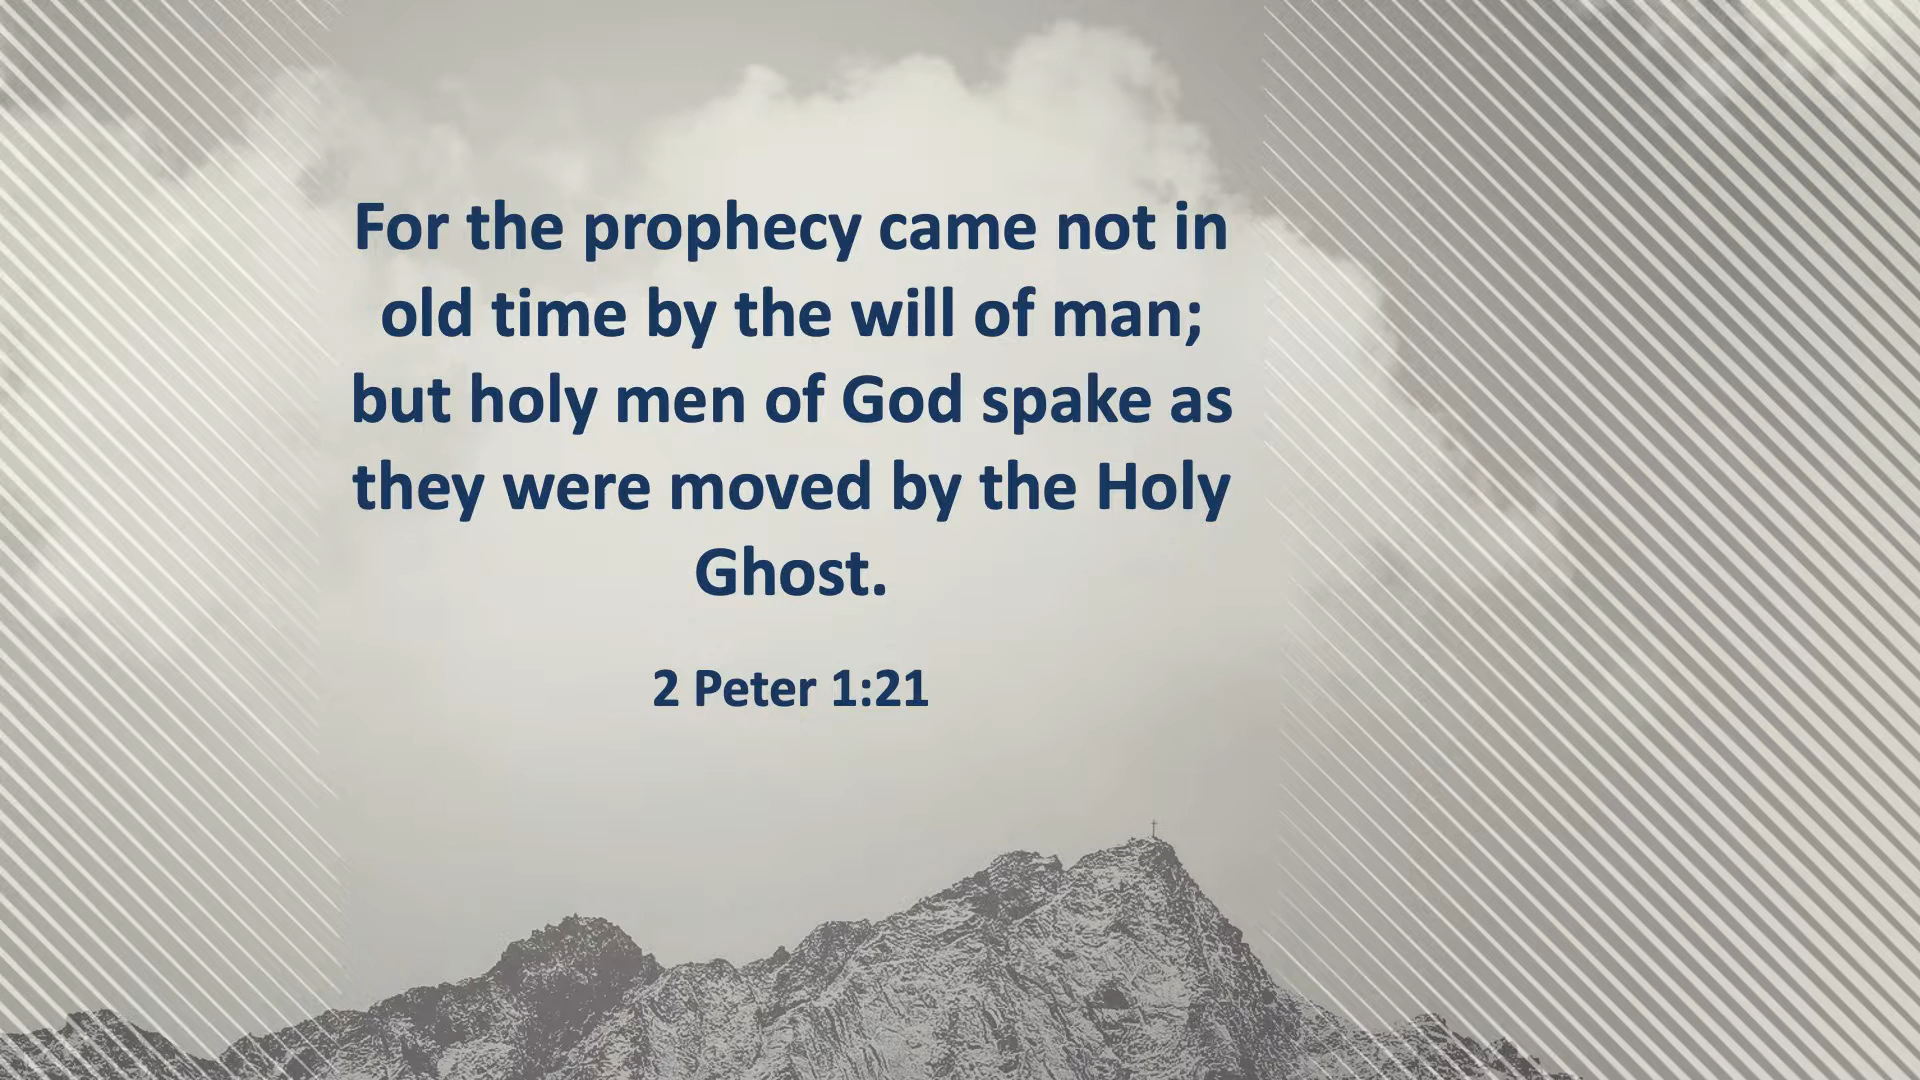 For the prophecy came not in
old time by the will of man;
but holy men of God spake as
they were moved by the Holy
Ghost.
2 Peter 1:21